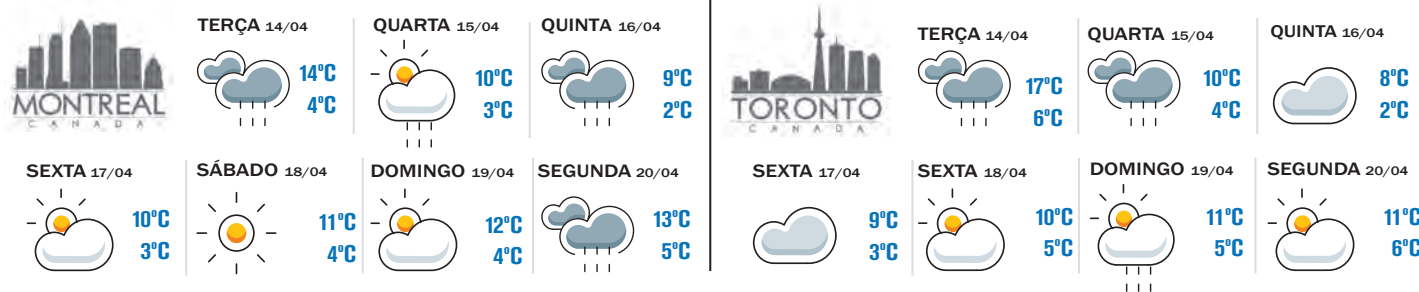 MONTREAL
CANADA
TERÇA 14/04
14ºC
4ºC
QUARTA 15/04
10ºC
3ºC
QUINTA 16/04
9ºC
2ºC
SEXTA 17/04
10ºC
3ºC
SÁBADO 18/04
11ºC
4ºC
DOMINGO 19/04
12ºC
4ºC
SEGUNDA 20/04
13ºC
5ºC
TORONTO
CANADA
TERÇA 14/04
17ºC
6ºC
QUARTA 15/04
10ºC
4ºC
QUINTA 16/04
8ºC
2ºC
SEXTA 17/04
9ºC
3ºC
SEXTA 18/04
10ºC
5ºC
DOMINGO 19/04
11ºC
5ºC
SEGUNDA 20/04
11ºC
6ºC